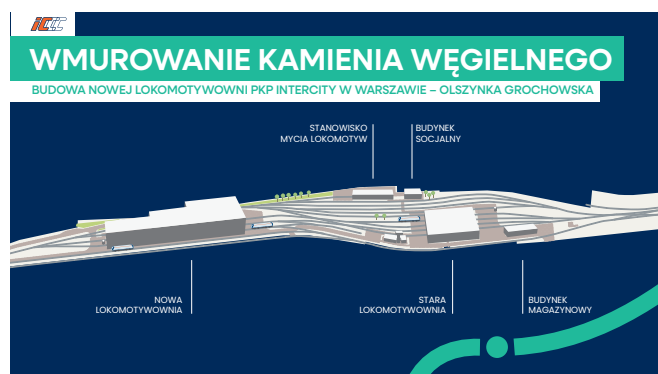 IC
WMUROWANIE KAMIENIA WĘGIELNEGO
BUDOWA NOWEJ LOKOMOTYWOWNI PKP INTERCITY W WARSZAWIE – OLSZYNKA GROCHOWSKA
STANOWISKO
MYCIA LOKOMOTYW
BUDYNEK
SOCJALNY
NOWA
LOKOMOTYWOWNIA
STARA
LOKOMOTYWOWNIA
BUDYNEK
MAGAZYNOWY